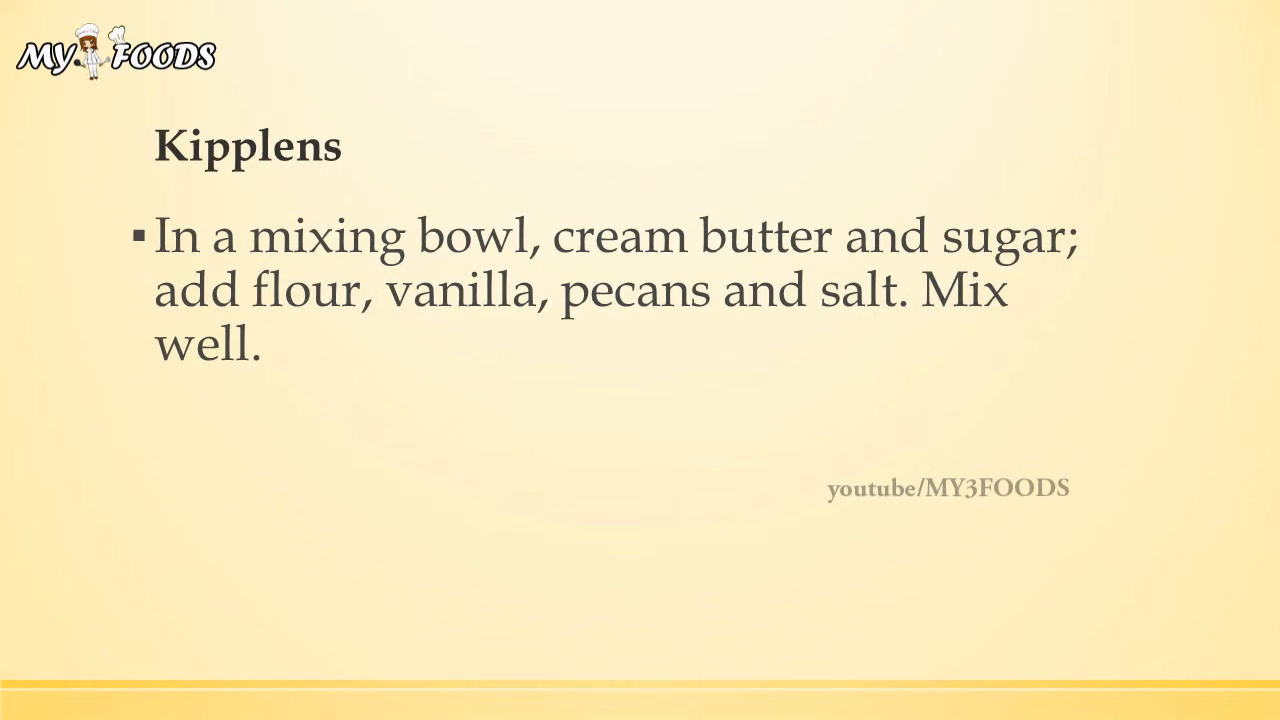 MY FOODS
Kipplens
▪ In a mixing bowl, cream butter and sugar;
add flour, vanilla, pecans and salt. Mix
well.
youtube/MY3FOODS